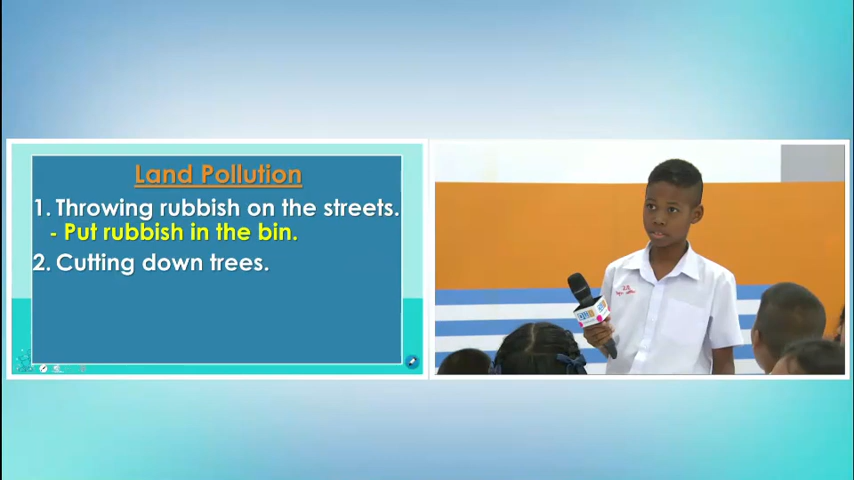 Land Pollution
1. Throwing rubbish on the streets.
- Put rubbish in the bin.
2. Cutting down trees.